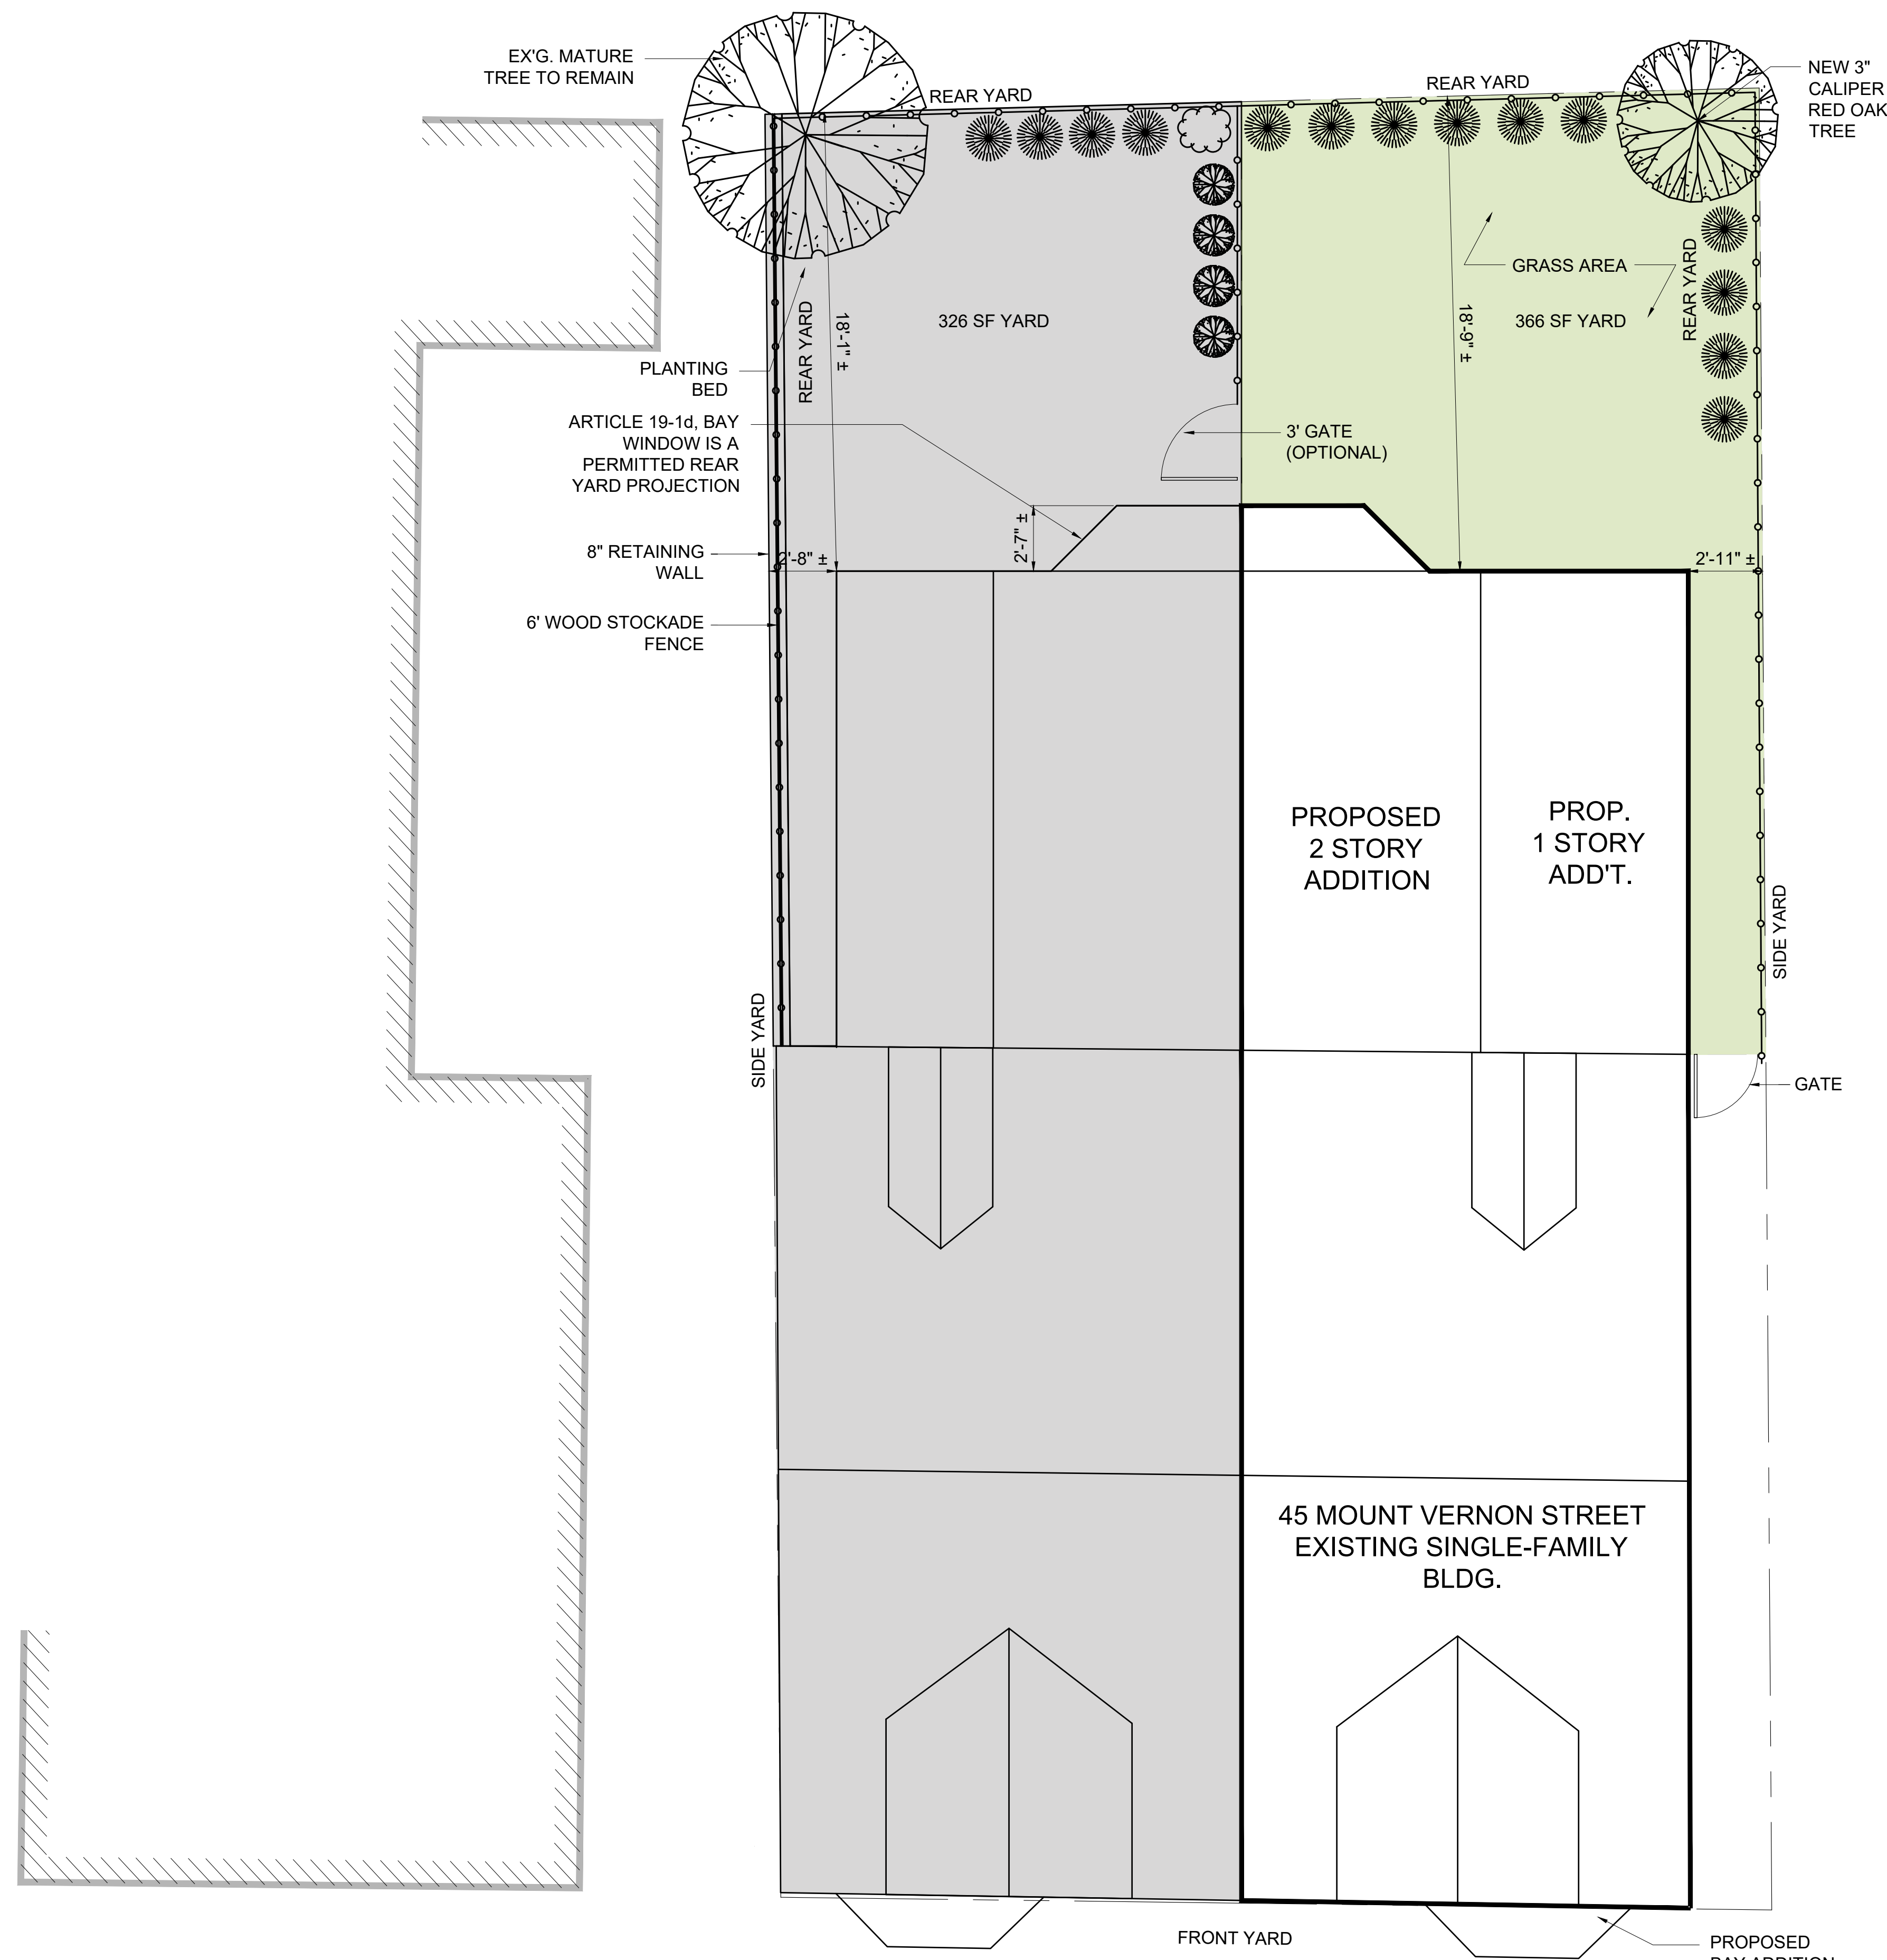 EX'G. MATURE
TREE TO REMAIN
REAR YARD
REAR YARD
NEW 3"
CALIPER
RED OAK
TREE
GRASS AREA
REAR YARD
326 SF YARD
366 SF YARD
REAR YARD
18'-1" ±
18'-9" ±
PLANTING
BED
ARTICLE 19-1d, BAY
WINDOW IS A
PERMITTED REAR
YARD PROJECTION
3' GATE
(OPTIONAL)
2'-7" ±
8" RETAINING
WALL
2'-8" ±
2'-11" ±
6' WOOD STOCKADE
FENCE
PROPOSED
2 STORY
ADDITION
PROP.
1 STORY
ADD'T.
SIDE YARD
SIDE YARD
GATE
45 MOUNT VERNON STREET
EXISTING SINGLE-FAMILY
BLDG.
FRONT YARD
PROPOSED
BAY ADDITION